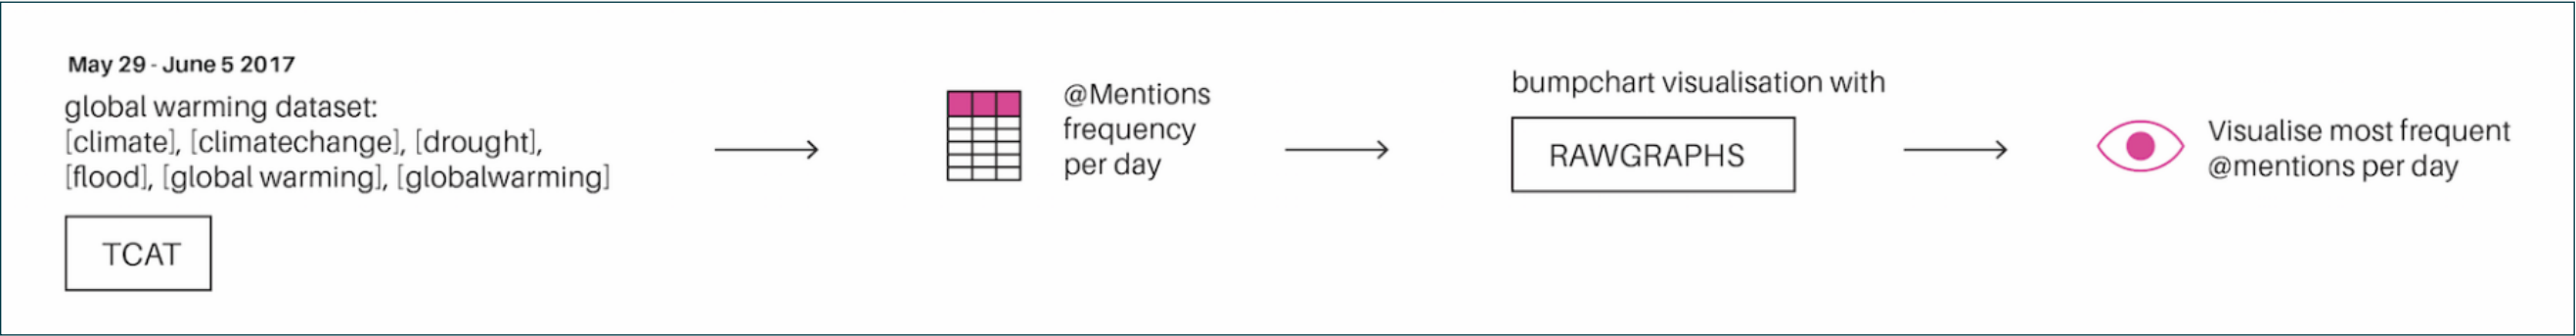 May 29 - June 5 2017
global warming dataset:
[climate], [climatechange], [drought],
[flood], [global warming], [globalwarming]
TCAT
@Mentions
frequency
per day
bumpchart visualisation with
RAWGRAPHS
Visualise most frequent
@mentions per day